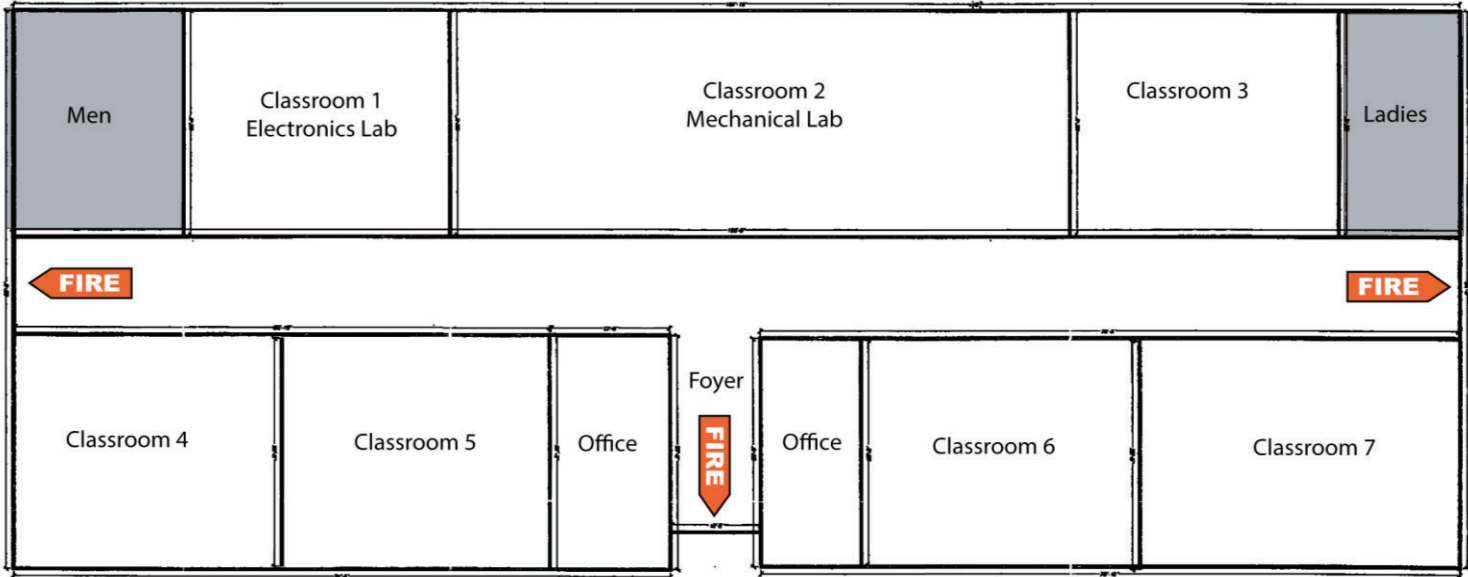 Men
Classroom 1
Electronics Lab
Classroom 2
Mechanical Lab
Classroom 3
Ladies
FIRE
FIRE
Classroom 4
Classroom 5
Office
Foyer
FIRE
Office
Classroom 6
Classroom 7